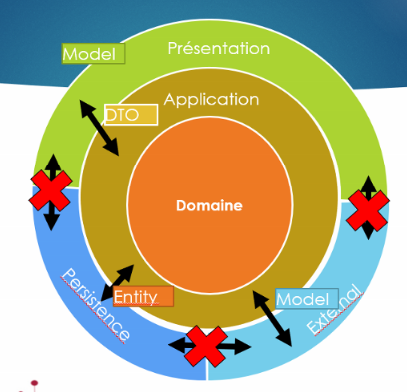 Présentation
Model
Application
DTO
Domaine
Entity
Model
Persistence
External